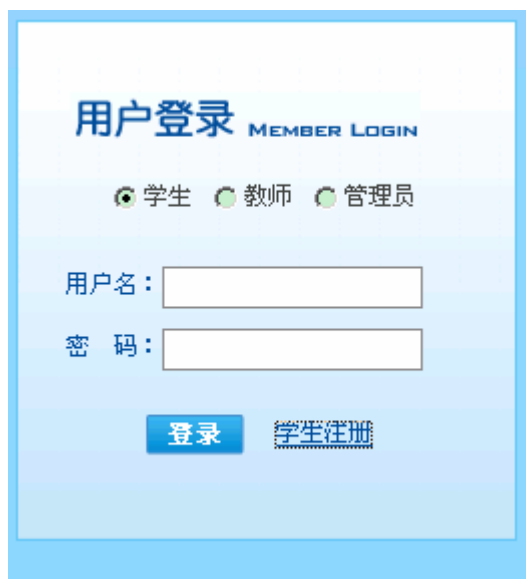 用户登录 MEMBER LOGIN
学生 教师 管理员
用户名：
密 码：
登录 学生注册